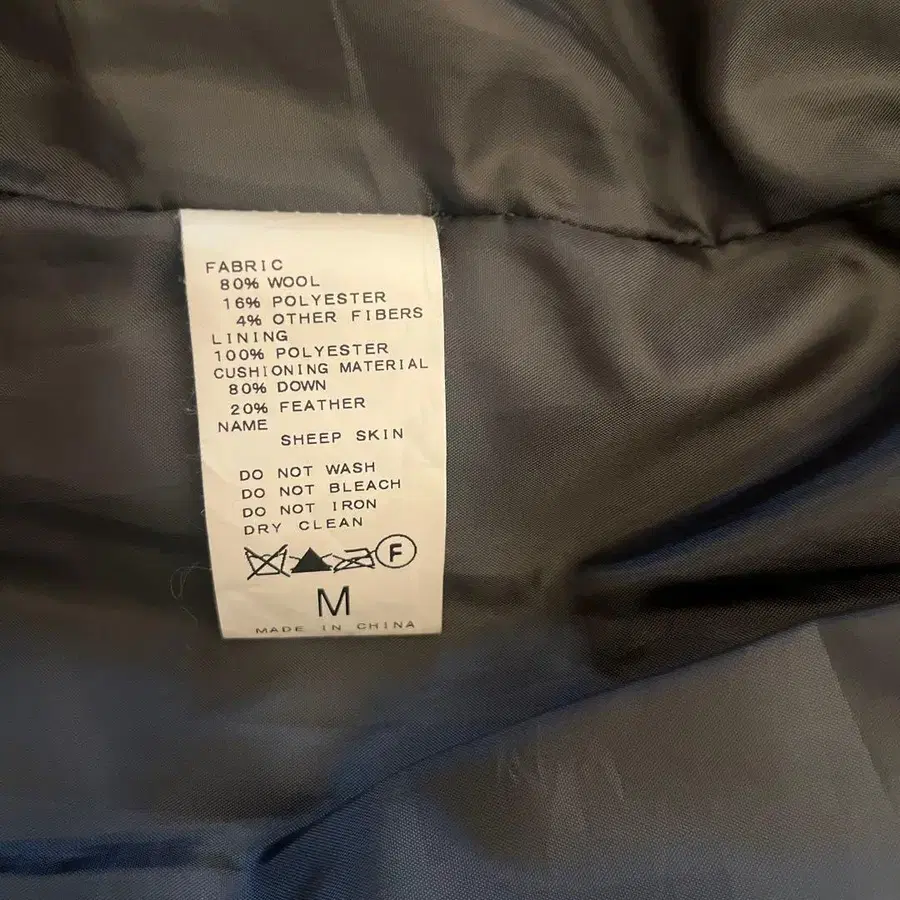 FABRIC
80% WOOL
16% POLYESTER
4% OTHER FIBERS
LINING
100% POLYESTER
CUSHIONING MATERIAL
80% DOWN
20% FEATHER
NAME
SHEEP SKIN
DO NOT WASH
DO NOT BLEACH
DO NOT IRON
DRY CLEAN
F
M
MADE IN CHINA